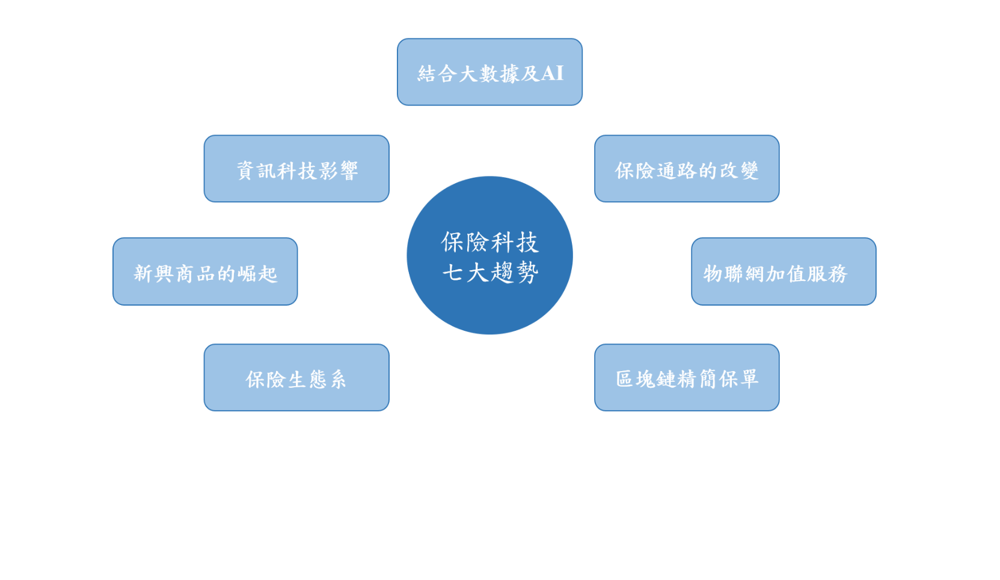 結合大數據及AI
資訊科技影響
保險通路的改變
保險科技
七大趨勢
新興商品的崛起
物聯網加值服務
保險生態系
區塊鏈精簡保單